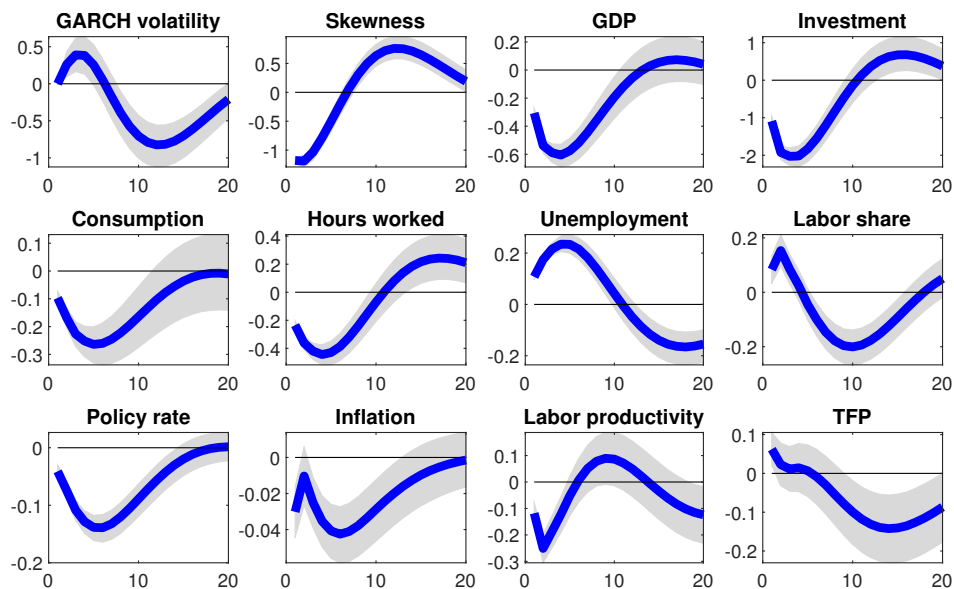 GARCH volatility Skewness GDP Investment
0.5 0 -0.5 -1 0 10 20
0.5 0 -0.5 -1 0 10 20
0.2 0 -0.2 -0.4 -0.6 0 10 20
1 0 -1 -2 0 10 20
Consumption Hours worked Unemployment Labor share
0.1 0 -0.1 -0.2 -0.3 0 10 20
0.4 0.2 0 -0.2 -0.4 0 10 20
0.2 0 -0.2 0 10 20
0.2 0 -0.2 0 10 20
Policy rate Inflation Labor productivity TFP
0 -0.1 -0.2 0 10 20
0 -0.02 -0.04 0 10 20
0.1 0 -0.1 -0.2 -0.3 0 10 20
0.1 0 -0.1 -0.2 0 10 20